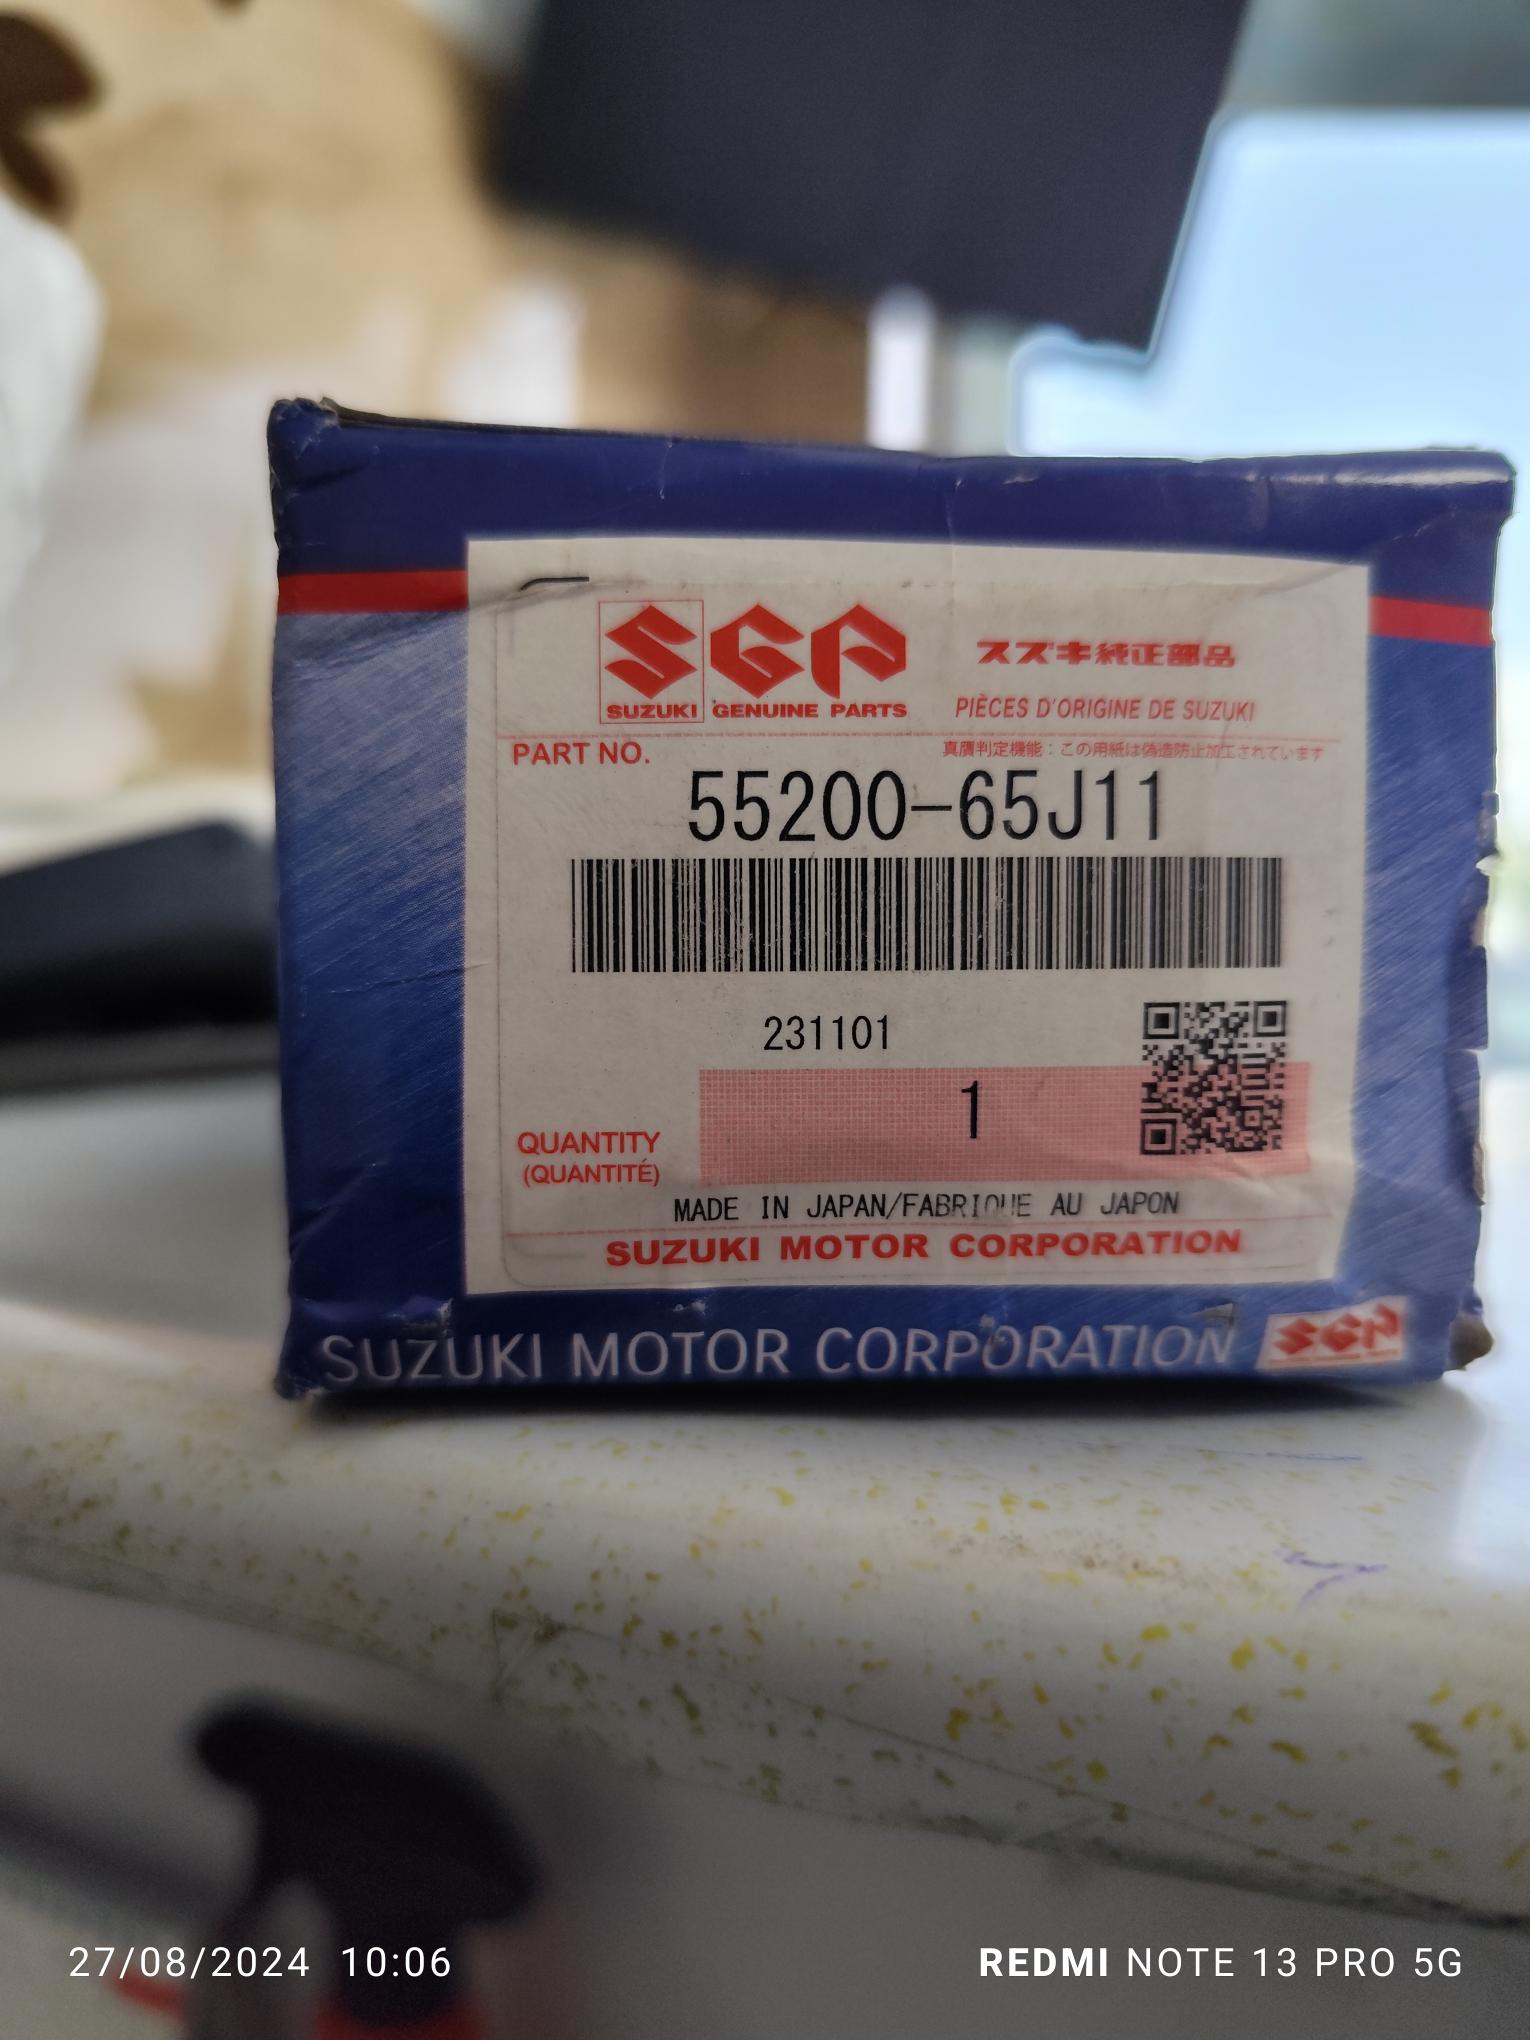 SGP
SUZUKI GENUINE PARTS
スズキ純正部品
PIÈCES D'ORIGINE DE SUZUKI
PART NO.
真贋判定機能：この用紙は偽造防止加工されています
55200-65J11
231101
1
QUANTITY
(QUANTITÉ)
MADE IN JAPAN/FABRIQUE AU JAPON
SUZUKI MOTOR CORPORATION
SUZUKI MOTOR CORPORATION SGP
27/08/2024 10:06
REDMI NOTE 13 PRO 5G